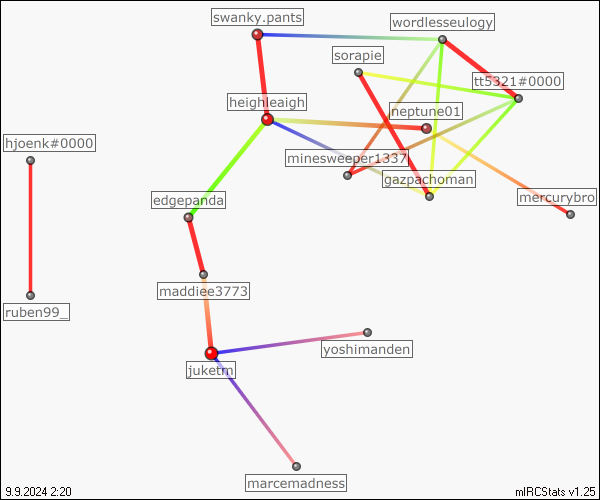 swanky.pants
wordlesseulogy
sorapie
tt5321#0000
heighleaigh
neptune01
hjoenk#0000
minesweeper1337
gazpachoman
mercurybro
edgepanda
maddiee3773
ruben99_
yoshimanden
juketm
marcemadness
9.9.2024 2:20
mIRCStats v1.25